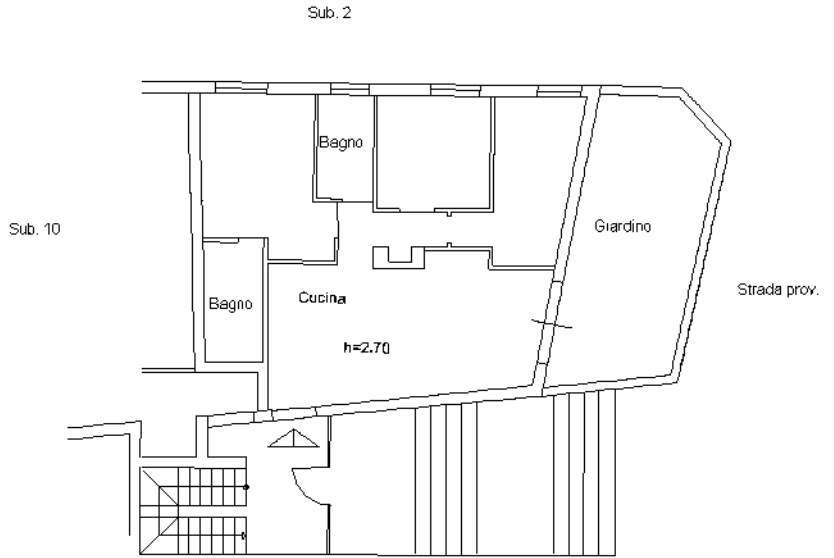 Sub. 2
Bagno
Giardino
Sub. 10
Strada prov.
Bagno
Cucina
h=2.70